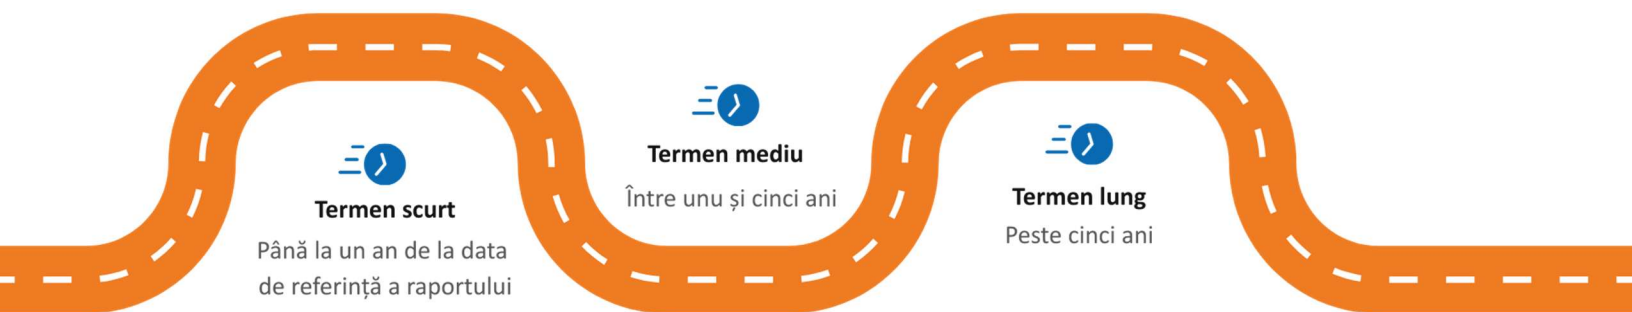 Termen scurt
Până la un an de la data
de referință a raportului
Termen mediu
Între unu și cinci ani
Termen lung
Peste cinci ani